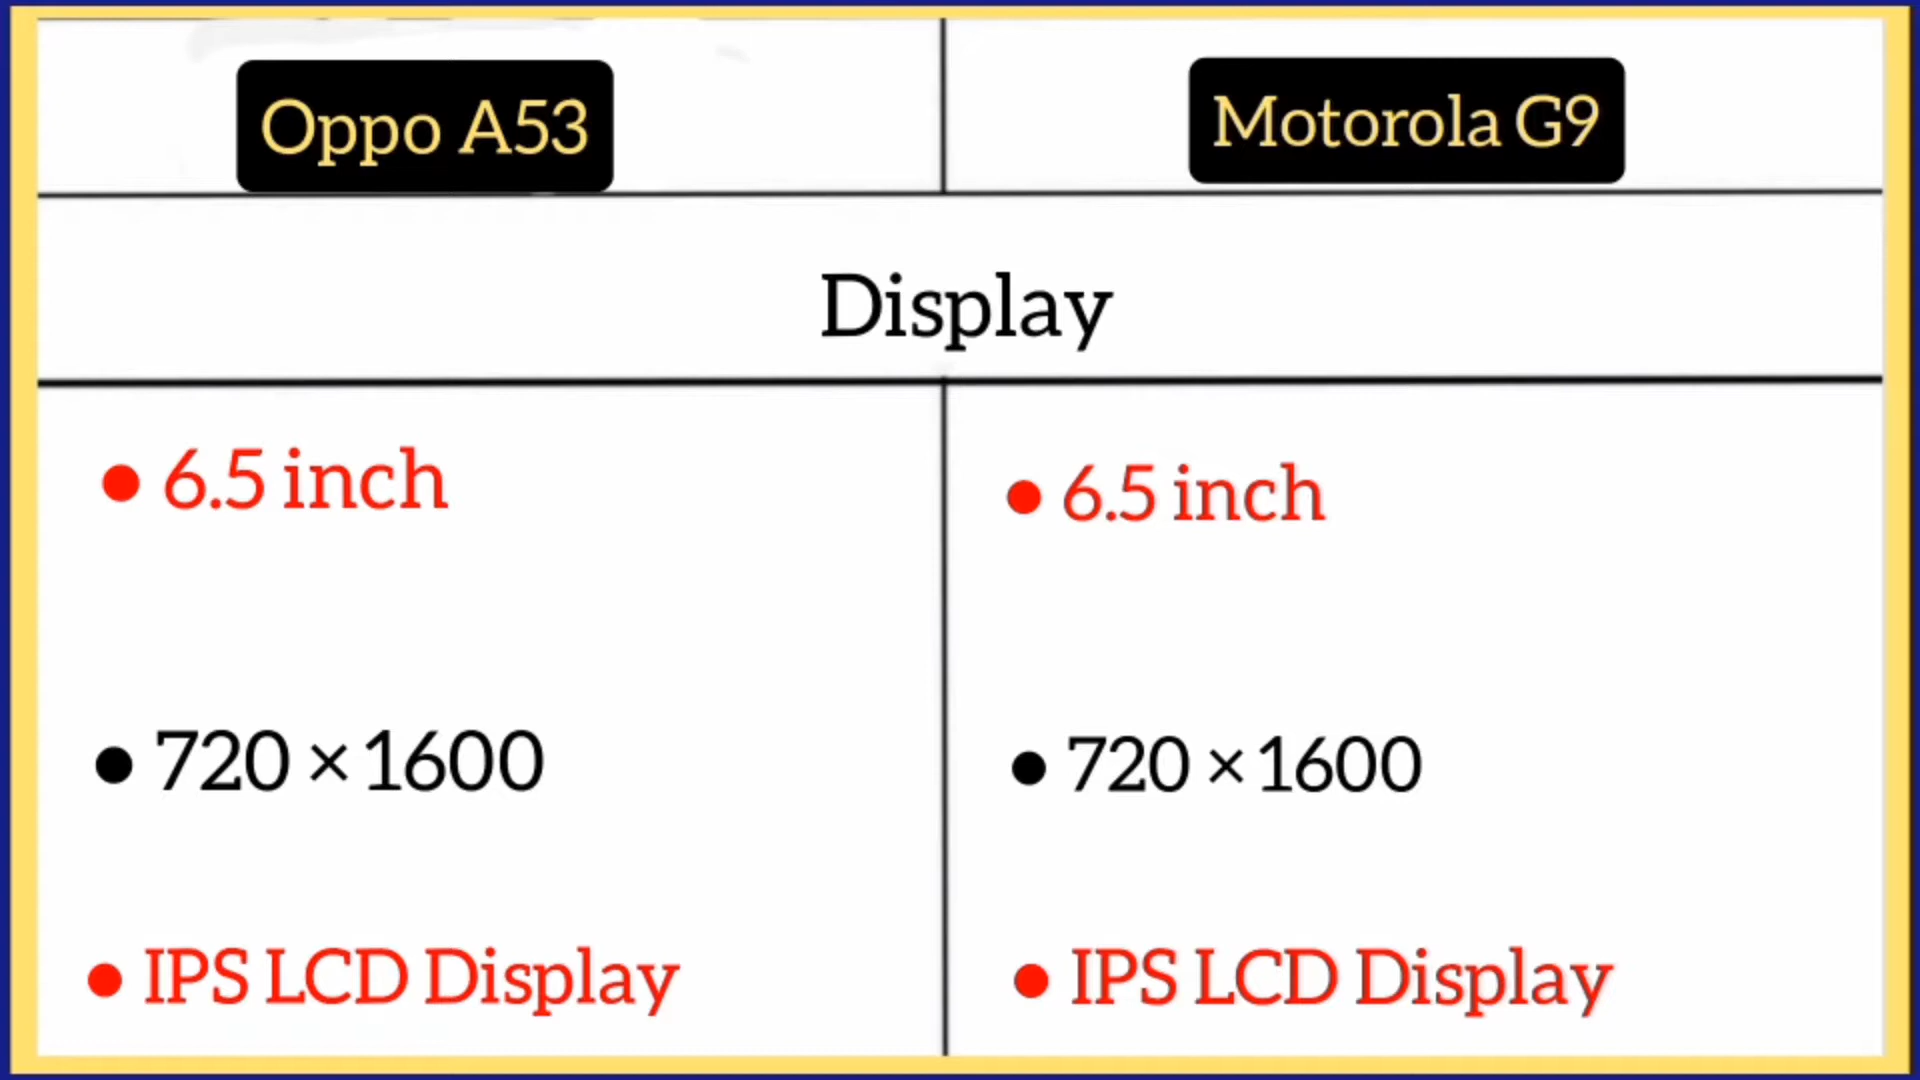 Oppo A53
Motorola G9
Display
• 6.5 inch
• 6.5 inch
• 720 × 1600
• 720 × 1600
• IPS LCD Display
• IPS LCD Display